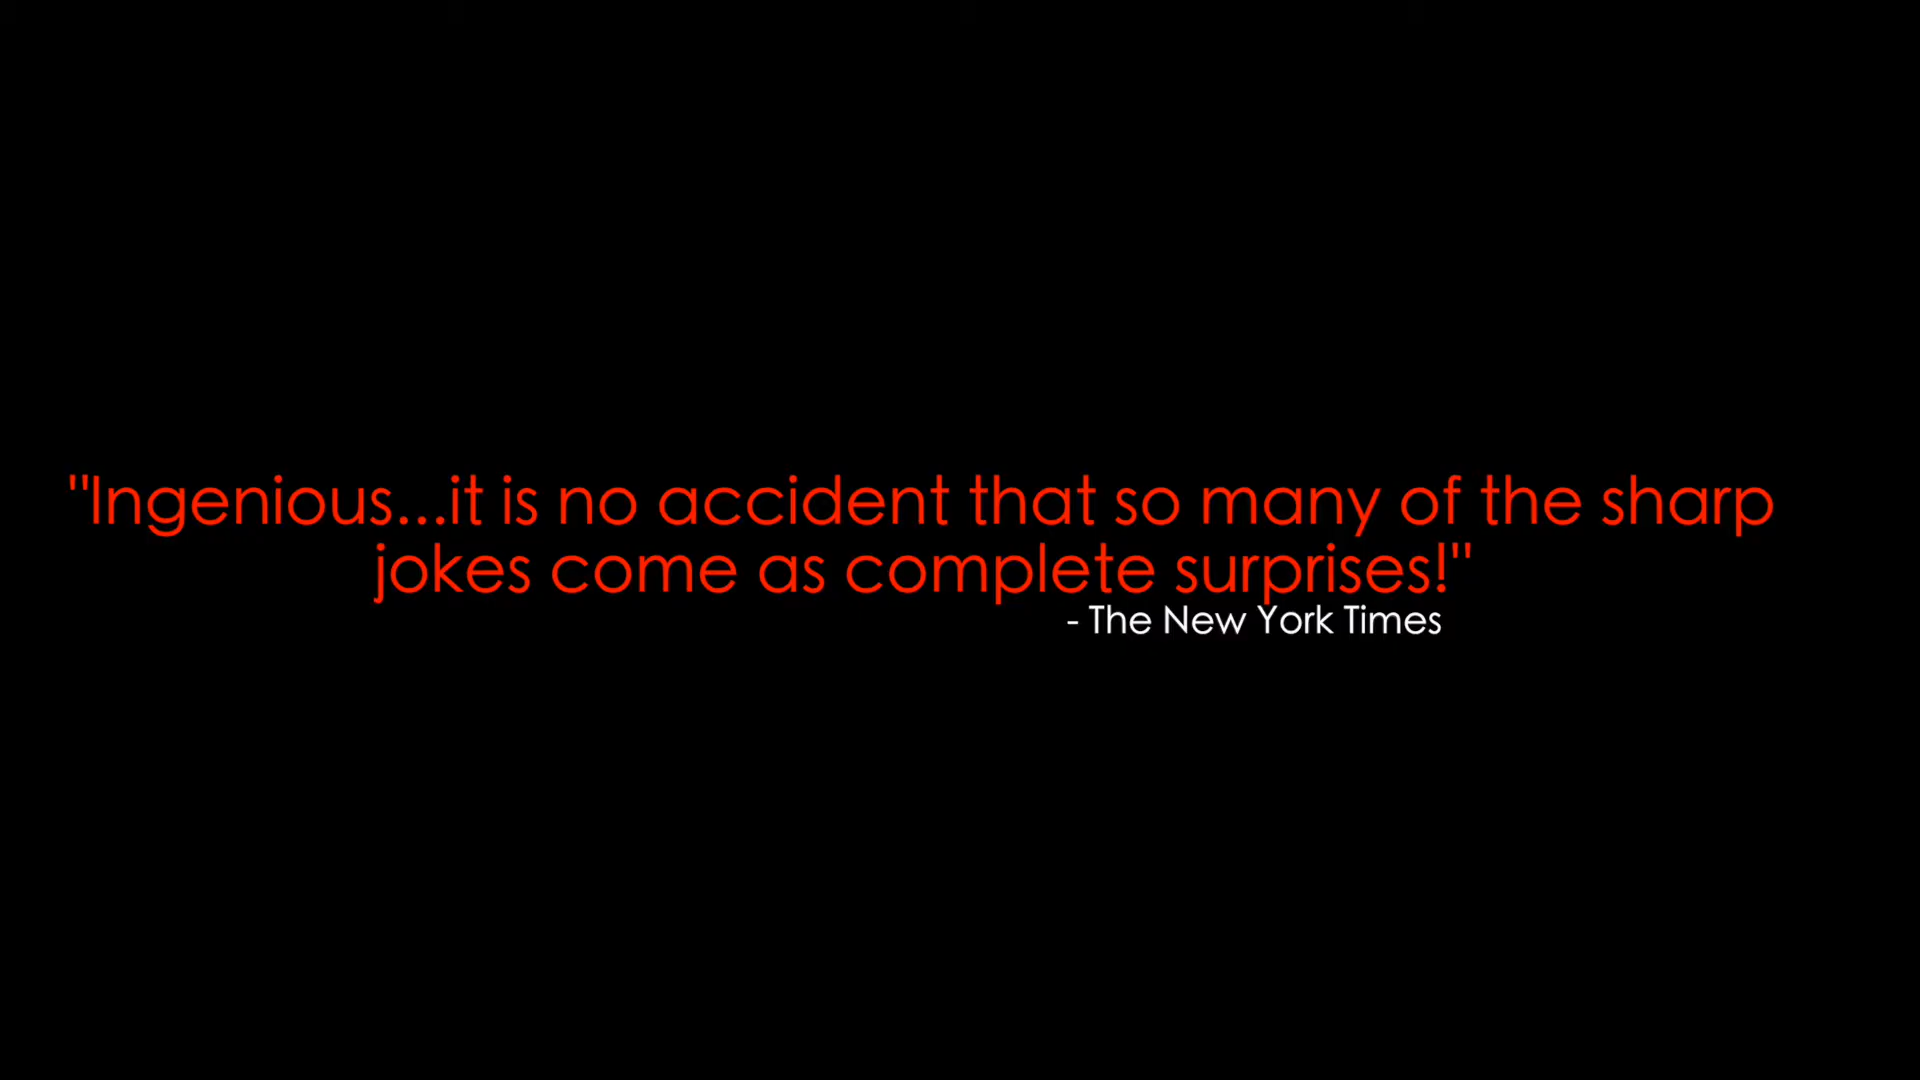 "Ingenious...it is no accident that so many of the sharp
jokes come as complete surprises!"
- The New York Times